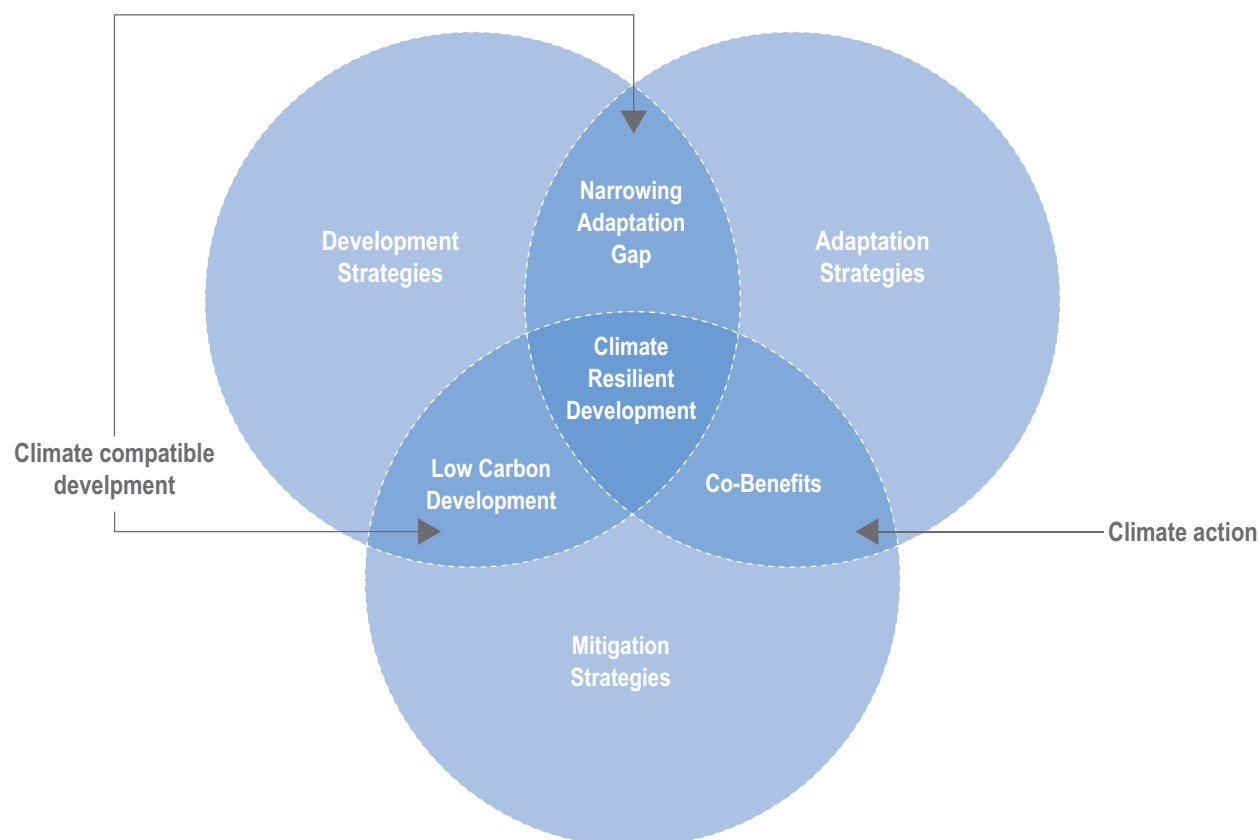 Narrowing
Adaptation
Gap
Development
Strategies
Adaptation
Strategies
Climate
Resilient
Development
Climate compatible
develpment
Low Carbon
Development
Co-Benefits
Climate action
Mitigation
Strategies